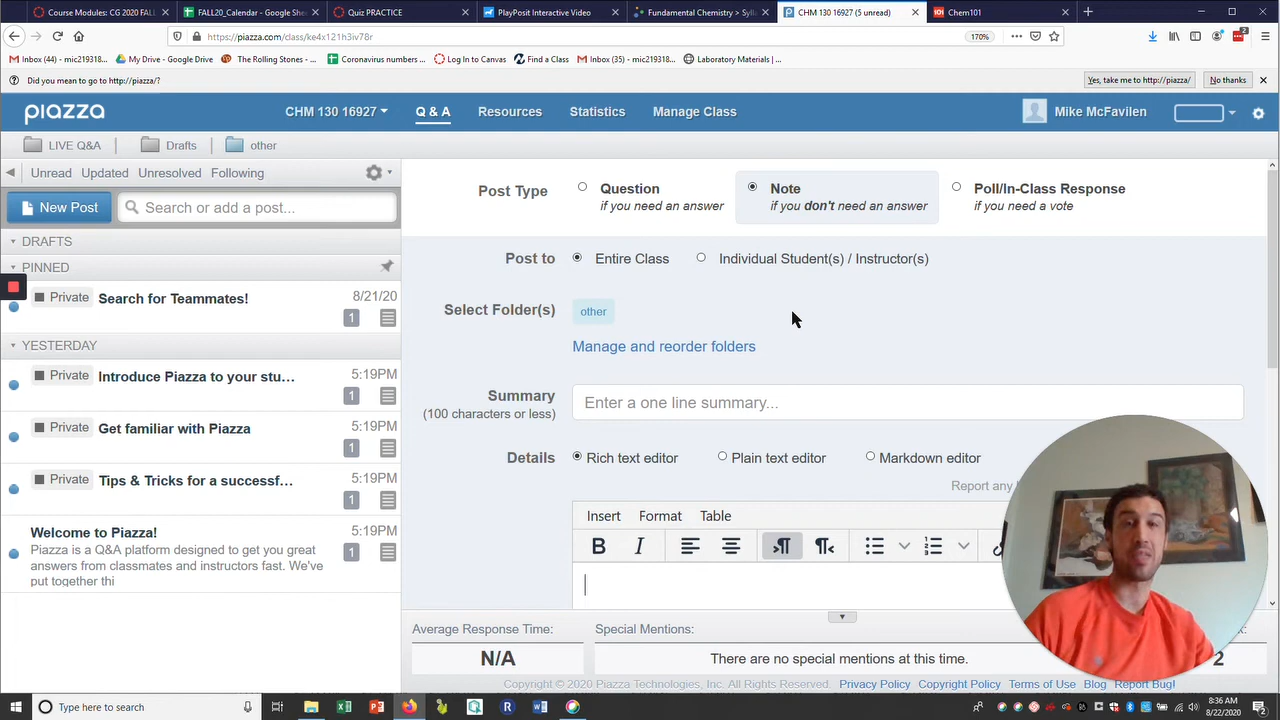 Course Modules: CG 2020 FALL
FALL20_Calendar - Google She
Quiz PRACTICE
PlayPosit Interactive Video
Fundamental Chemistry > Syll
CHM 130 16927 (5 unread)
Chem101
https://piazza.com/class/ke4x121h3iv78r
170%
Inbox (44) - mic219318...
My Drive - Google Drive
The Rolling Stones - ...
Coronavirus numbers ...
Log In to Canvas
Find a Class
Inbox (35) - mic219318...
Laboratory Materials | ...
Did you mean to go to http://piazza/?
Yes, take me to http://piazza/
No thanks
piazza
CHM 130 16927
Q & A
Resources
Statistics
Manage Class
Mike McFavilen
LIVE Q&A
Drafts
other
Unread Updated Unresolved Following
New Post
Search or add a post...
DRAFTS
PINNED
Private Search for Teammates! 8/21/20
1
YESTERDAY
Private Introduce Piazza to your stu... 5:19PM
1
Private Get familiar with Piazza 5:19PM
1
Private Tips & Tricks for a successf... 5:19PM
1
Welcome to Piazza! 5:19PM
Piazza is a Q&A platform designed to get you great
answers from classmates and instructors fast. We've
put together thi
1
Post Type
Question
if you need an answer
Note
if you don't need an answer
Poll/In-Class Response
if you need a vote
Post to
Entire Class
Individual Student(s) / Instructor(s)
Select Folder(s)
other
Manage and reorder folders
Summary
(100 characters or less)
Enter a one line summary...
Details
Rich text editor
Plain text editor
Markdown editor
Report any
Insert Format Table
B I
Average Response Time:
N/A
Special Mentions:
There are no special mentions at this time.
2
Copyright © 2020 Piazza Technologies, Inc. All Rights Reserved. Privacy Policy Copyright Policy Terms of Use Blog Report Bug!
Type here to search
8:36 AM
8/22/2020